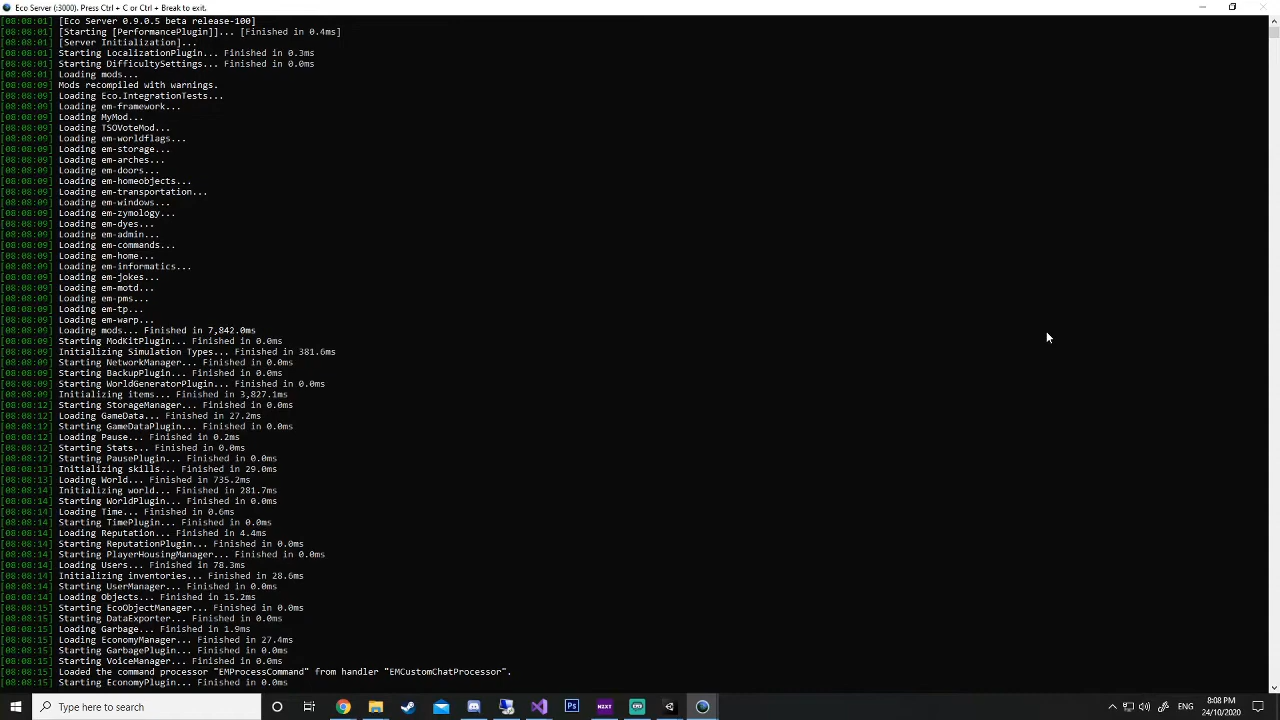 Eco Server (:3000). Press Ctrl + C or Ctrl + Break to exit.
[08:08:01] [Eco Server 0.9.0.5 beta release-100]
[08:08:01] [Starting [PerformancePlugin]]... [Finished in 0.4ms]
[08:08:01] [Server Initialization]...
[08:08:01] Starting LocalizationPlugin... Finished in 0.3ms
[08:08:01] Starting DifficultySettings... Finished in 0.0ms
[08:08:01] Loading mods...
[08:08:09] Mods recompiled with warnings.
[08:08:09] Loading Eco.IntegrationTests...
[08:08:09] Loading em-framework...
[08:08:09] Loading MyMod...
[08:08:09] Loading TSOVoteMod...
[08:08:09] Loading em-worldflags...
[08:08:09] Loading em-storage...
[08:08:09] Loading em-arches...
[08:08:09] Loading em-doors...
[08:08:09] Loading em-homeobjects...
[08:08:09] Loading em-transportation...
[08:08:09] Loading em-windows...
[08:08:09] Loading em-zymology...
[08:08:09] Loading em-dyes...
[08:08:09] Loading em-admin...
[08:08:09] Loading em-commands...
[08:08:09] Loading em-home...
[08:08:09] Loading em-informatics...
[08:08:09] Loading em-jokes...
[08:08:09] Loading em-motd...
[08:08:09] Loading em-pms...
[08:08:09] Loading em-tp...
[08:08:09] Loading em-warp...
[08:08:09] Loading mods... Finished in 7,842.0ms
[08:08:09] Starting ModKitPlugin... Finished in 0.0ms
[08:08:09] Initializing Simulation Types... Finished in 381.6ms
[08:08:09] Starting NetworkManager... Finished in 0.0ms
[08:08:09] Starting BackupPlugin... Finished in 0.0ms
[08:08:09] Starting WorldGeneratorPlugin... Finished in 0.0ms
[08:08:09] Initializing items... Finished in 3,827.1ms
[08:08:12] Starting StorageManager... Finished in 0.0ms
[08:08:12] Loading GameData... Finished in 27.2ms
[08:08:12] Starting GameDataPlugin... Finished in 0.0ms
[08:08:12] Loading Pause... Finished in 0.2ms
[08:08:12] Starting Stats... Finished in 0.0ms
[08:08:12] Starting PausePlugin... Finished in 0.0ms
[08:08:13] Initializing skills... Finished in 29.0ms
[08:08:13] Loading World... Finished in 735.2ms
[08:08:14] Initializing world... Finished in 281.7ms
[08:08:14] Starting WorldPlugin... Finished in 0.0ms
[08:08:14] Loading Time... Finished in 0.6ms
[08:08:14] Starting TimePlugin... Finished in 0.0ms
[08:08:14] Loading Reputation... Finished in 4.4ms
[08:08:14] Starting ReputationPlugin... Finished in 0.0ms
[08:08:14] Starting PlayerHousingManager... Finished in 0.0ms
[08:08:14] Loading Users... Finished in 78.3ms
[08:08:14] Initializing inventories... Finished in 28.6ms
[08:08:14] Starting UserManager... Finished in 0.0ms
[08:08:14] Loading Objects... Finished in 15.2ms
[08:08:15] Starting EcoObjectManager... Finished in 0.0ms
[08:08:15] Starting DataExporter... Finished in 0.0ms
[08:08:15] Loading Garbage... Finished in 1.9ms
[08:08:15] Loading EconomyManager... Finished in 27.4ms
[08:08:15] Starting GarbagePlugin... Finished in 0.0ms
[08:08:15] Starting VoiceManager... Finished in 0.0ms
[08:08:15] Loaded the command processor "EMProcessCommand" from handler "EMCustomChatProcessor".
[08:08:15] Starting EconomyPlugin... Finished in 0.0ms
Type here to search
Ps
NZXT
ENG
8:08 PM
24/10/2020